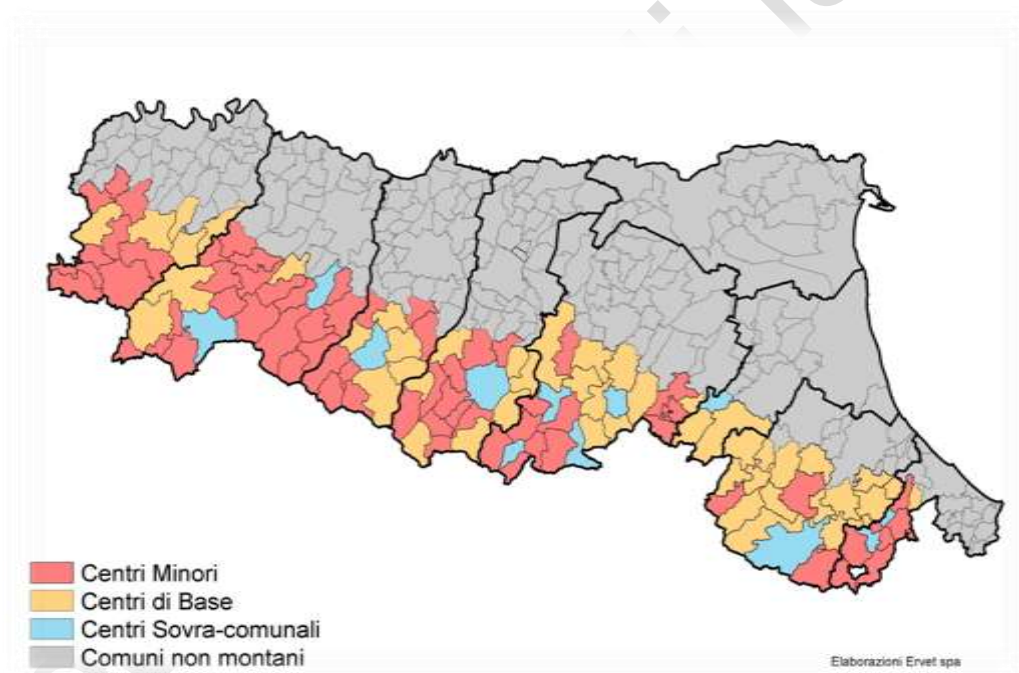 Centri Minori
Centri di Base
Centri Sovra-comunali
Comuni non montani
Elaborazioni Ervet spa